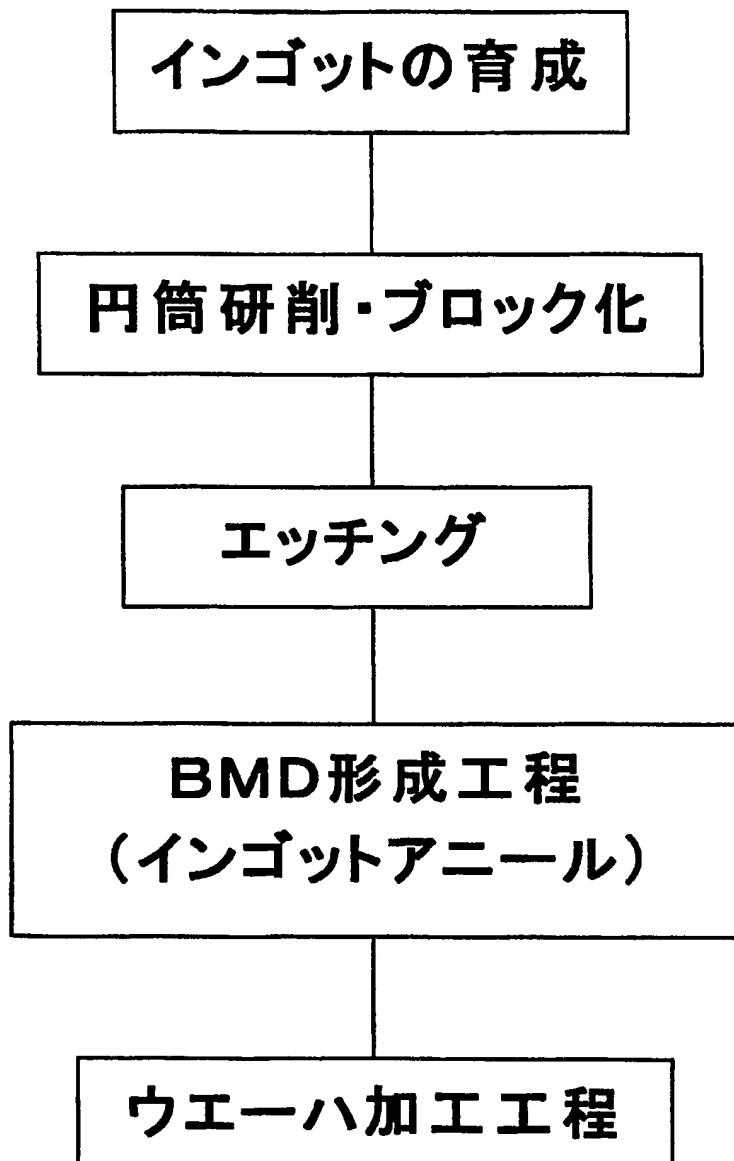 インゴットの育成
円筒研削・ブロック化
エッチング
BMD形成工程
(インゴットアニール)
ウエーハ加工工程